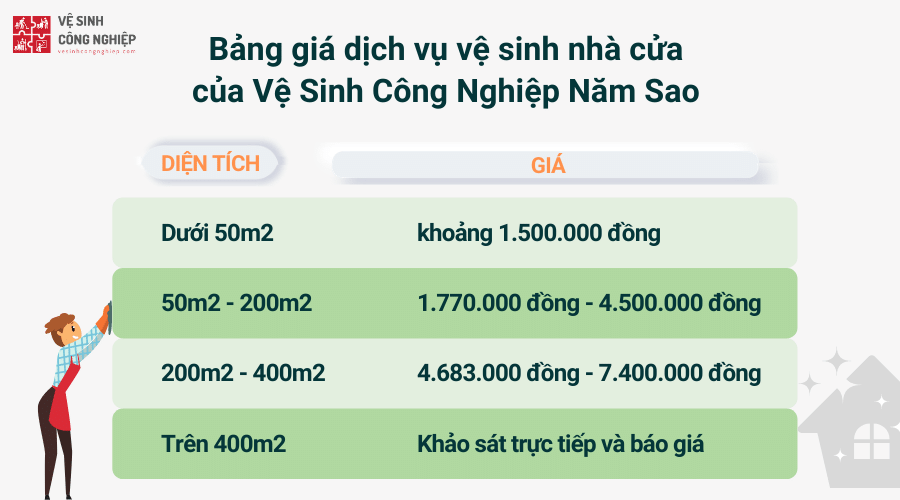 VỆ SINH
CÔNG NGHIỆP
vesinhcongnghiep.com
Bảng giá dịch vụ vệ sinh nhà cửa
của Vệ Sinh Công Nghiệp Năm Sao
DIỆN TÍCH GIÁ
Dưới 50m2 khoảng 1.500.000 đồng
50m2 - 200m2 1.770.000 đồng - 4.500.000 đồng
200m2 - 400m2 4.683.000 đồng - 7.400.000 đồng
Trên 400m2 Khảo sát trực tiếp và báo giá